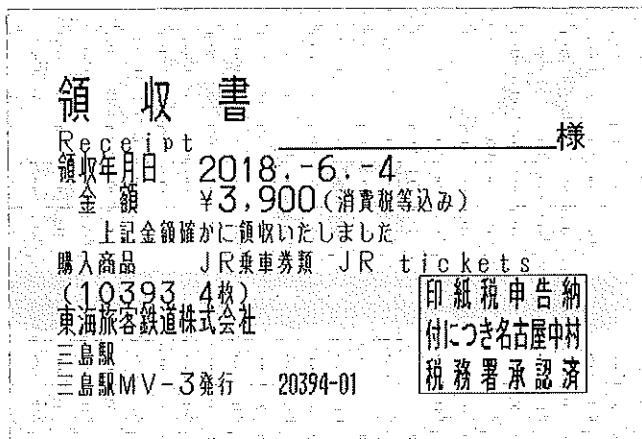 領収書
Receipt
様
領収年月日 2018.-6.-4
金額 ¥3,900(消費税等込み)
上記金額確かに領収いたしました
購入商品 JR乗車券類 JR tickets
(10393 4枚)
東海旅客鉄道株式会社
三島駅
三島駅MV-3発行 20394-01
印紙税申告納
付につき名古屋中村
税務署承認済